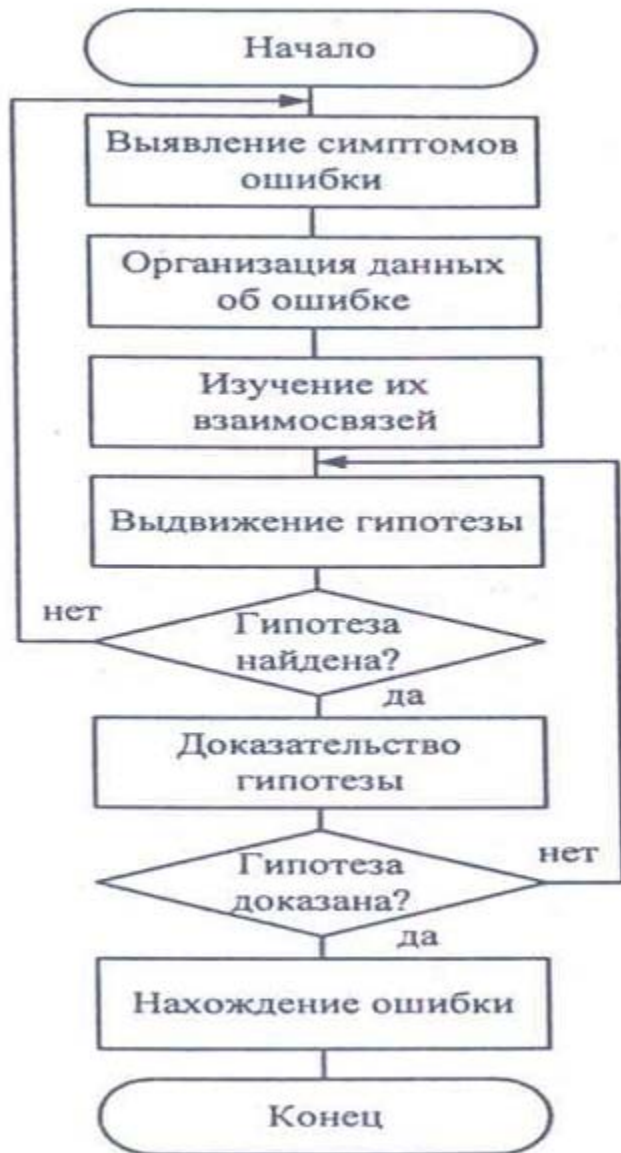 Начало
Выявление симптомов
ошибки
Организация данных
об ошибке
Изучение их
взаимосвязей
Выдвижение гипотезы
нет
Гипотеза
найдена?
да
Доказательство
гипотезы
Гипотеза
доказана?
нет
да
Нахождение ошибки
Конец